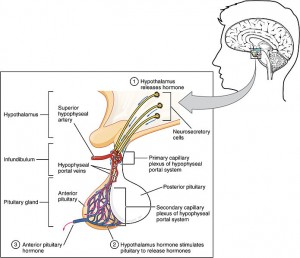 1 Hypothalamus
releases hormone
Hypothalamus
Superior
hypophyseal
artery
Neurosecretory
cells
Infundibulum
Hypophyseal
portal veins
Primary capillary
plexus of hypophyseal
portal system
Pituitary gland
Anterior
pituitary
Posterior pituitary
Secondary capillary
plexus of hypophyseal
portal system
3 Anterior pituitary
hormone
2 Hypothalamus hormone stimulates
pituitary to release hormones